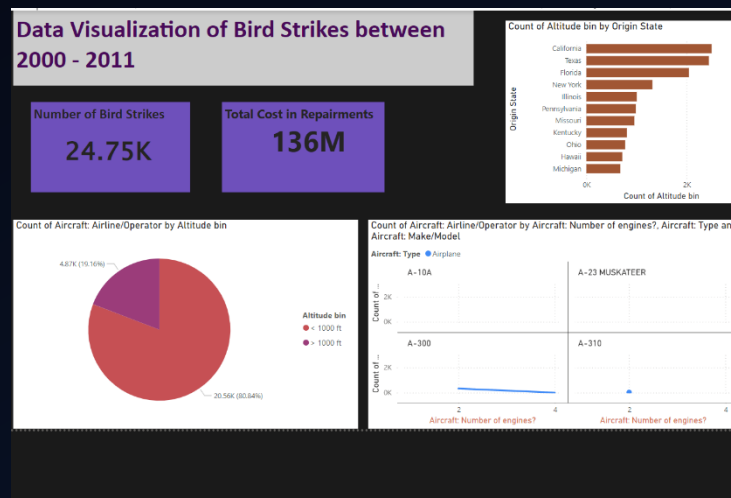 Data Visualization of Bird Strikes between
2000 - 2011
Number of Bird Strikes
24.75K
Total Cost in Repairments
136M
Count of Altitude bin by Origin State
Origin State
California
Texas
Florida
New York
Illinois
Pennsylvania
Missouri
Kentucky
Ohio
Hawaii
Michigan
0K 2K
Count of Altitude bin
Count of Aircraft: Airline/Operator by Altitude bin
4.87K (19.16%)
20.56K (80.84%)
Altitude bin
< 1000 ft
> 1000 ft
Count of Aircraft: Airline/Operator by Aircraft: Number of engines?, Aircraft: Type an
Aircraft: Make/Model
Aircraft: Type Airplane
A-10A A-23 MUSKATEER
Count of ...
2K
0K
A-300 A-310
Count of ...
2K
0K
2 4 2 4
Aircraft: Number of engines? Aircraft: Number of engines?